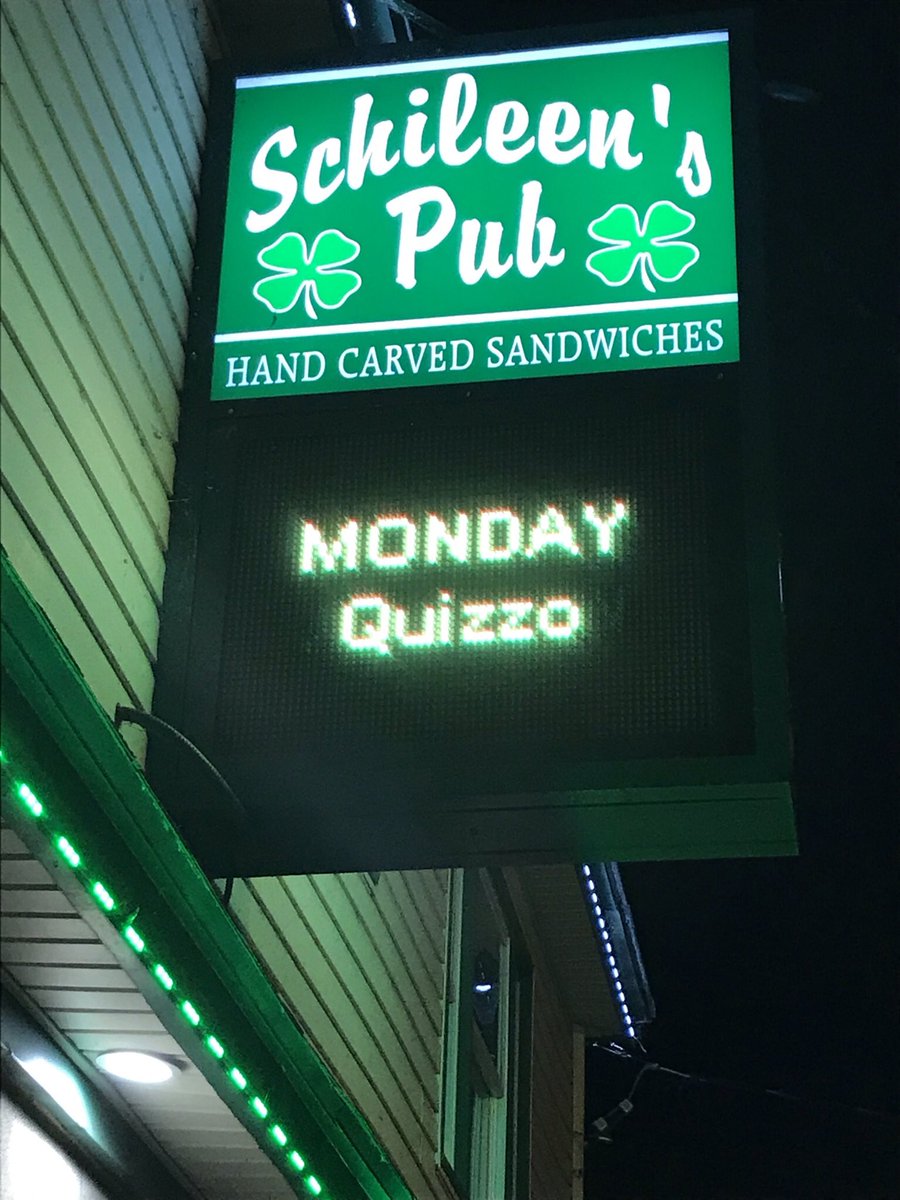 Schileen's
Pub
HAND CARVED SANDWICHES
MONDAY
Quizzo